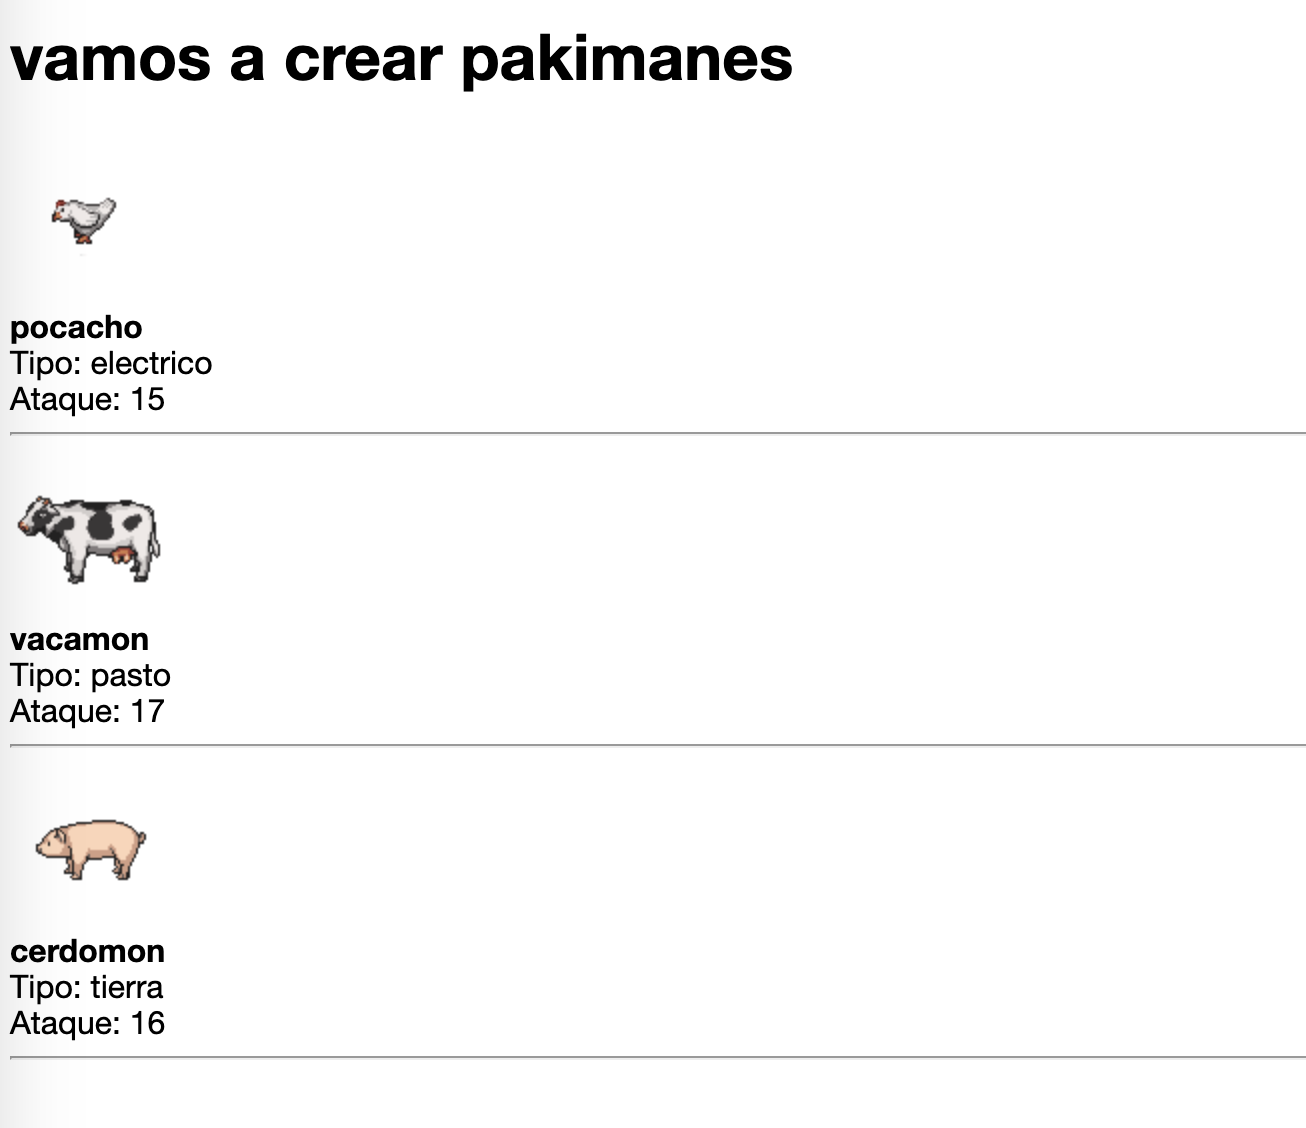 vamos a crear pakimanes
pocacho
Tipo: electrico
Ataque: 15
vacamon
Tipo: pasto
Ataque: 17
cerdomon
Tipo: tierra
Ataque: 16